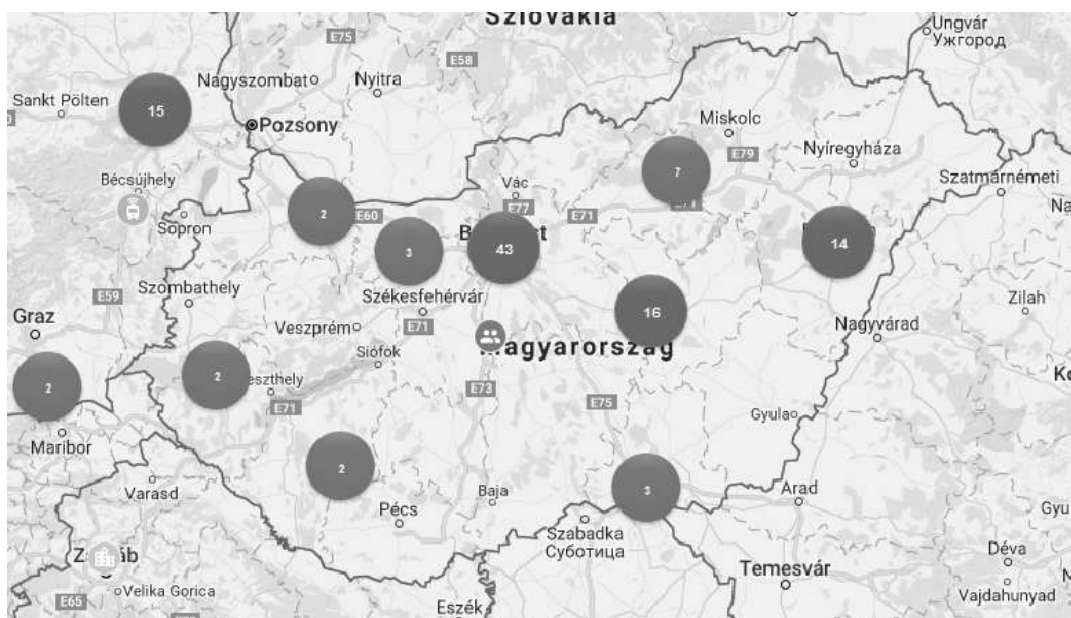 Szlovákia
Ungvár
Ужгород
E75
E58
Nagyszombat
Nyitra
Sankt Pölten
15
Pozsony
Miskolc
E79
Nyíregyháza
Bécsújhely
Vác
7
Szatmárnémeti
E77
E71
2
E60
Sopron
3
43
14
E59
Szombathely
Székesfehérvár
16
Zilah
Graz
Veszprém
E71
Nagyvárad
Magyarország
Siófok
2
2
E73
E71
E75
Gyula
Maribor
2
3
Varasd
Baja
Arad
Pécs
Szabadka
Суботица
Déva
Temesvár
Velika Gorica
E65
Vajdahunyad
Eszék